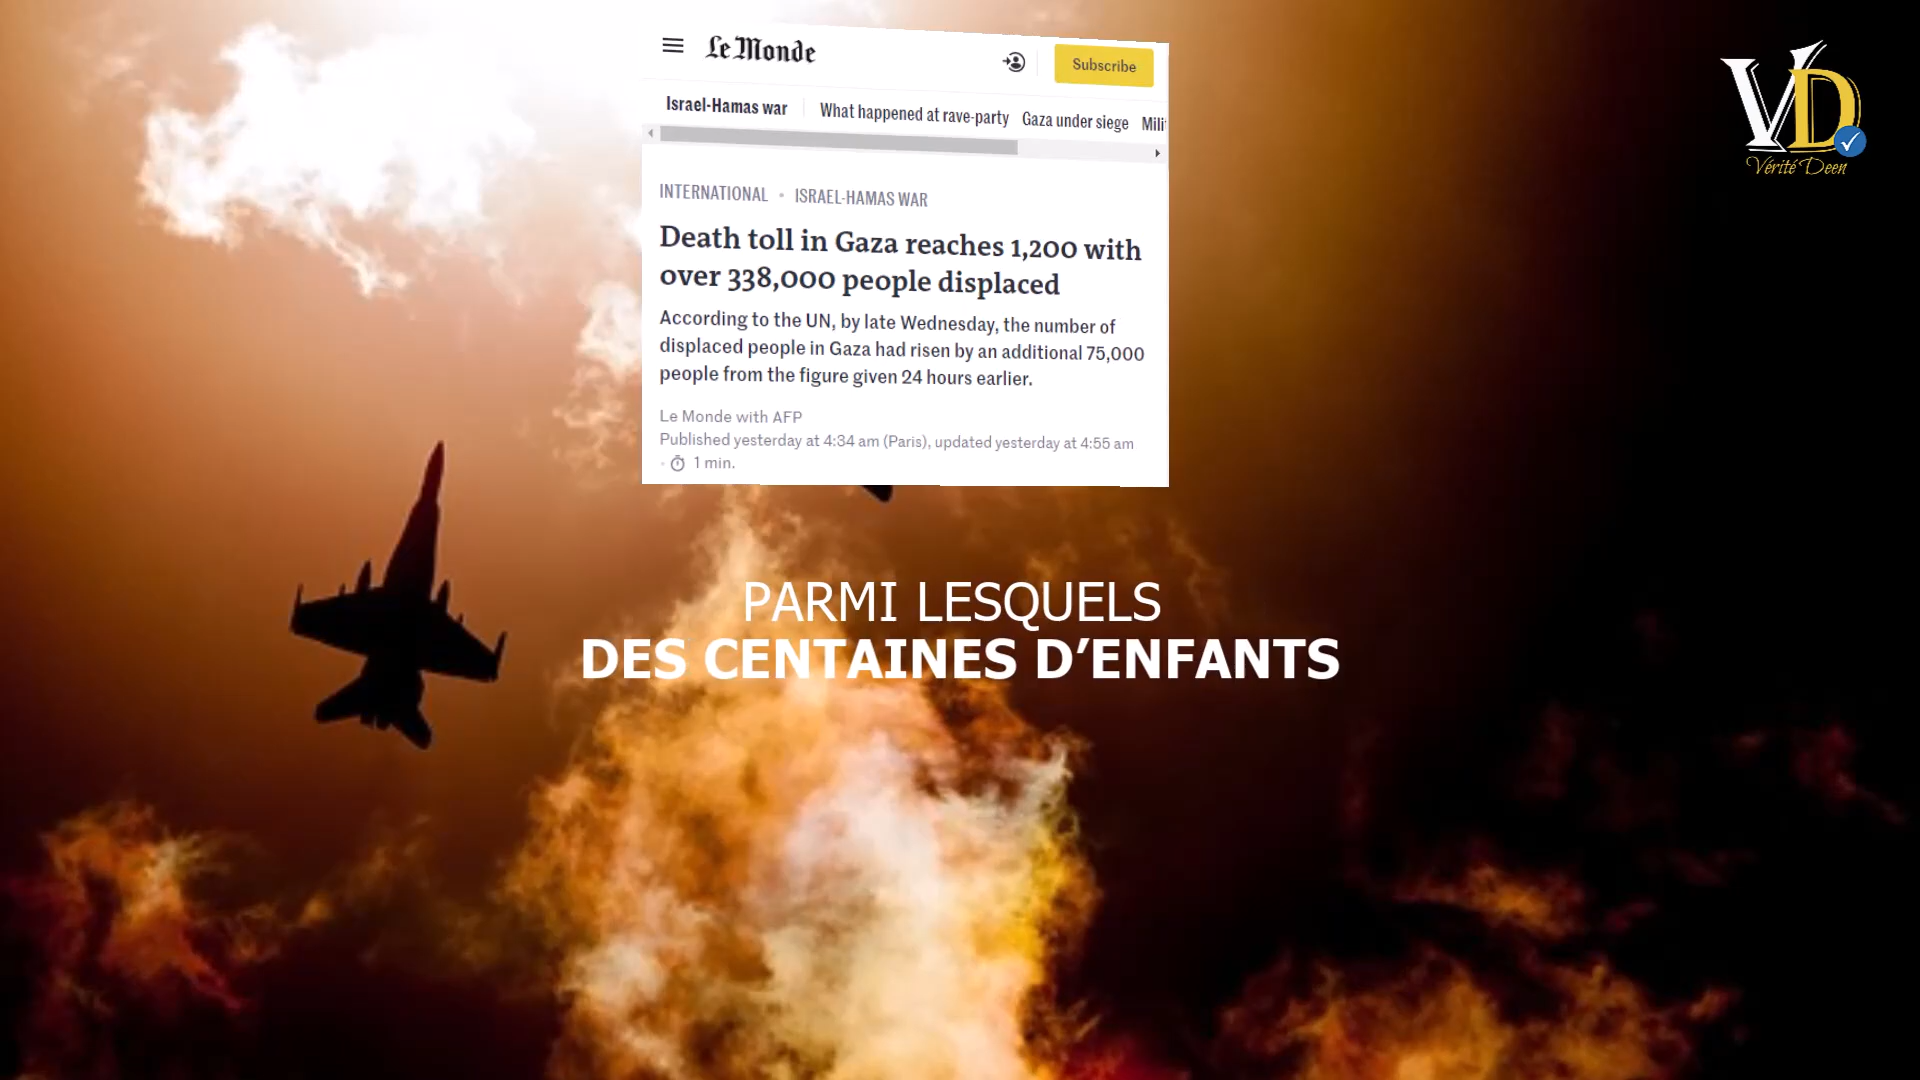 Le Monde
Subscribe
Israel-Hamas war
What happened at rave-party
Gaza under siege
Mili
INTERNATIONAL • ISRAEL-HAMAS WAR
Death toll in Gaza reaches 1,200 with
over 338,000 people displaced
According to the UN, by late Wednesday, the number of
displaced people in Gaza had risen by an additional 75,000
people from the figure given 24 hours earlier.
Le Monde with AFP
Published yesterday at 4:34 am (Paris), updated yesterday at 4:55 am
• 1 min.
VD
Vérité Deen
PARMI LESQUELS
DES CENTAINES D’ENFANTS